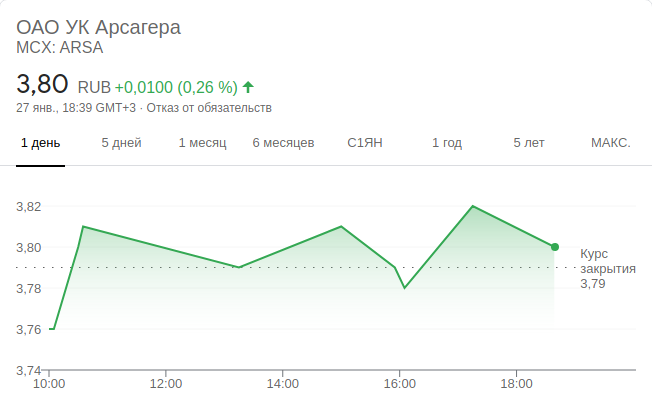 ОАО УК Арсагера
MCX: ARSA
3,80 RUB +0,0100 (0,26 %)
27 янв., 18:39 GMT+3 · Отказ от обязательств
1 день 5 дней 1 месяц 6 месяцев С1ЯН 1 год 5 лет МАКС.
3,82
3,80
3,78
3,76
3,74
Курс
закрытия
3,79
10:00 12:00 14:00 16:00 18:00